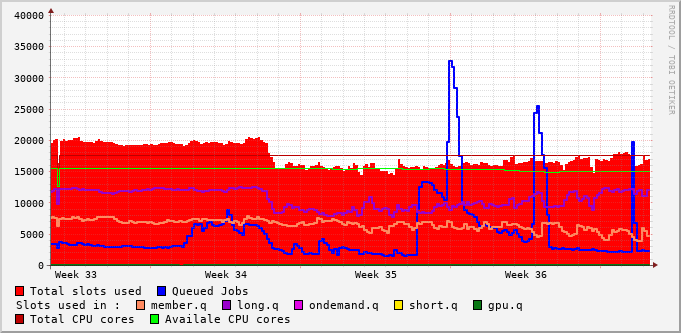 40000
35000
30000
25000
20000
15000
10000
5000
0
Week 33 Week 34 Week 35 Week 36
RRDTOOL / TOBI OETIKER
Total slots used Queued Jobs
Slots used in : member.q long.q ondemand.q short.q gpu.q
Total CPU cores Availale CPU cores